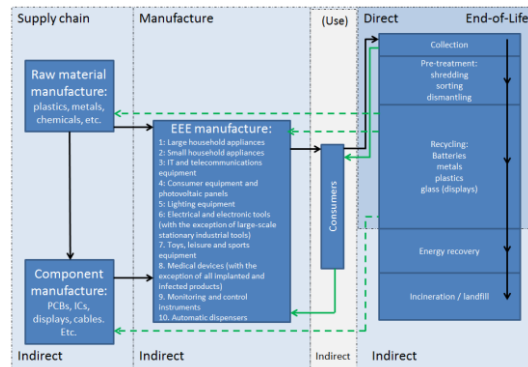 Supply chain
Manufacture
(Use)
Direct
End-of-Life
Raw material
manufacture:
plastics, metals,
chemicals, etc.
Component
manufacture:
PCBs, ICs,
displays, cables.
Etc.
Indirect
EEE manufacture:
1: Large household appliances
2: Small household appliances
3: IT and telecommunications
equipment
4: Consumer equipment and
photovoltaic panels
5: Lighting equipment
6: Electrical and electronic tools
(with the exception of large-scale
stationary industrial tools)
7: Toys, leisure and sports
equipment
8: Medical devices (with the
exception of all implanted and
infected products)
9: Monitoring and control
instruments
10. Automatic dispensers
Indirect
Consumers
Indirect
Collection
Pre-treatment:
shredding
sorting
dismantling
Recycling:
Batteries
metals
plastics
glass (displays)
Energy recovery
Incineration / landfill
Indirect